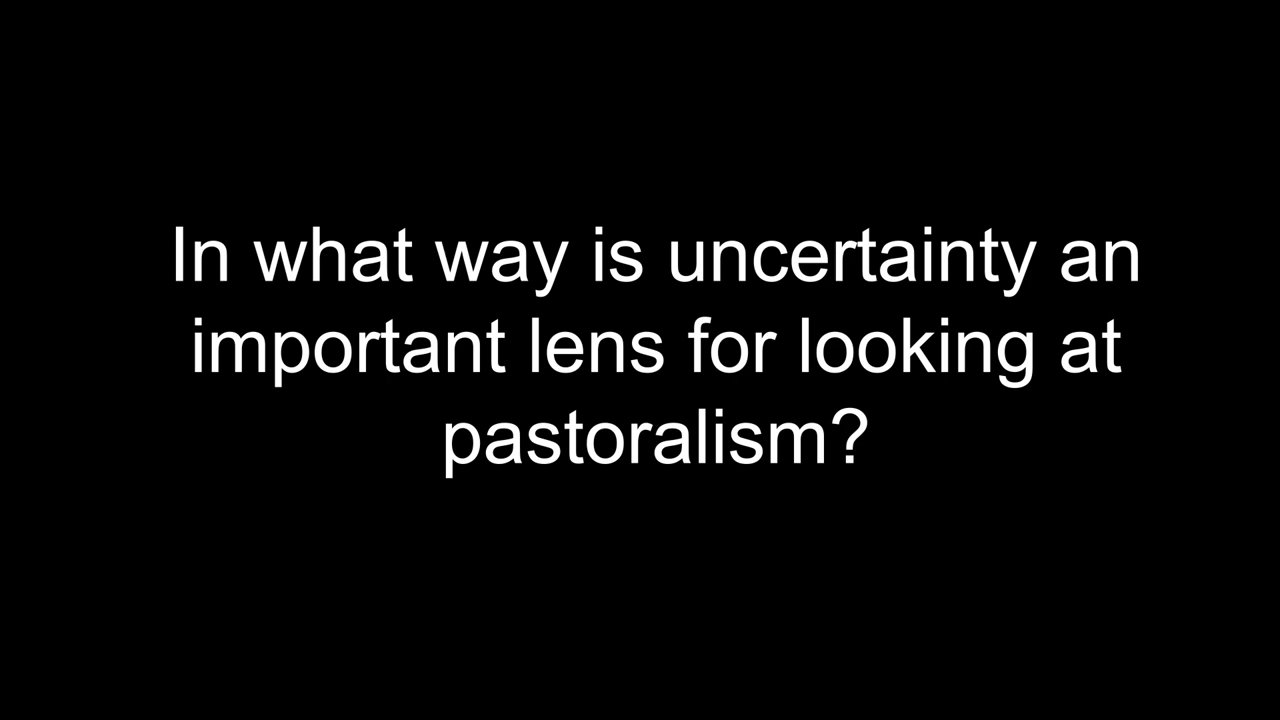 In what way is uncertainty an
important lens for looking at
pastoralism?